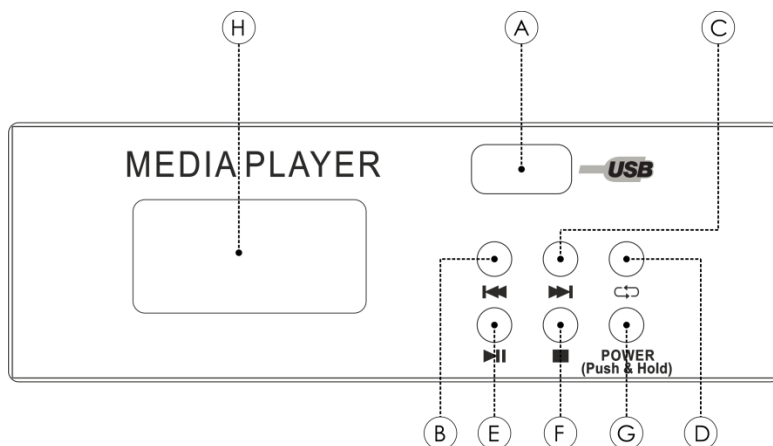 H A C
MEDIA PLAYER
USB
POWER
(Push & Hold)
B E F G D